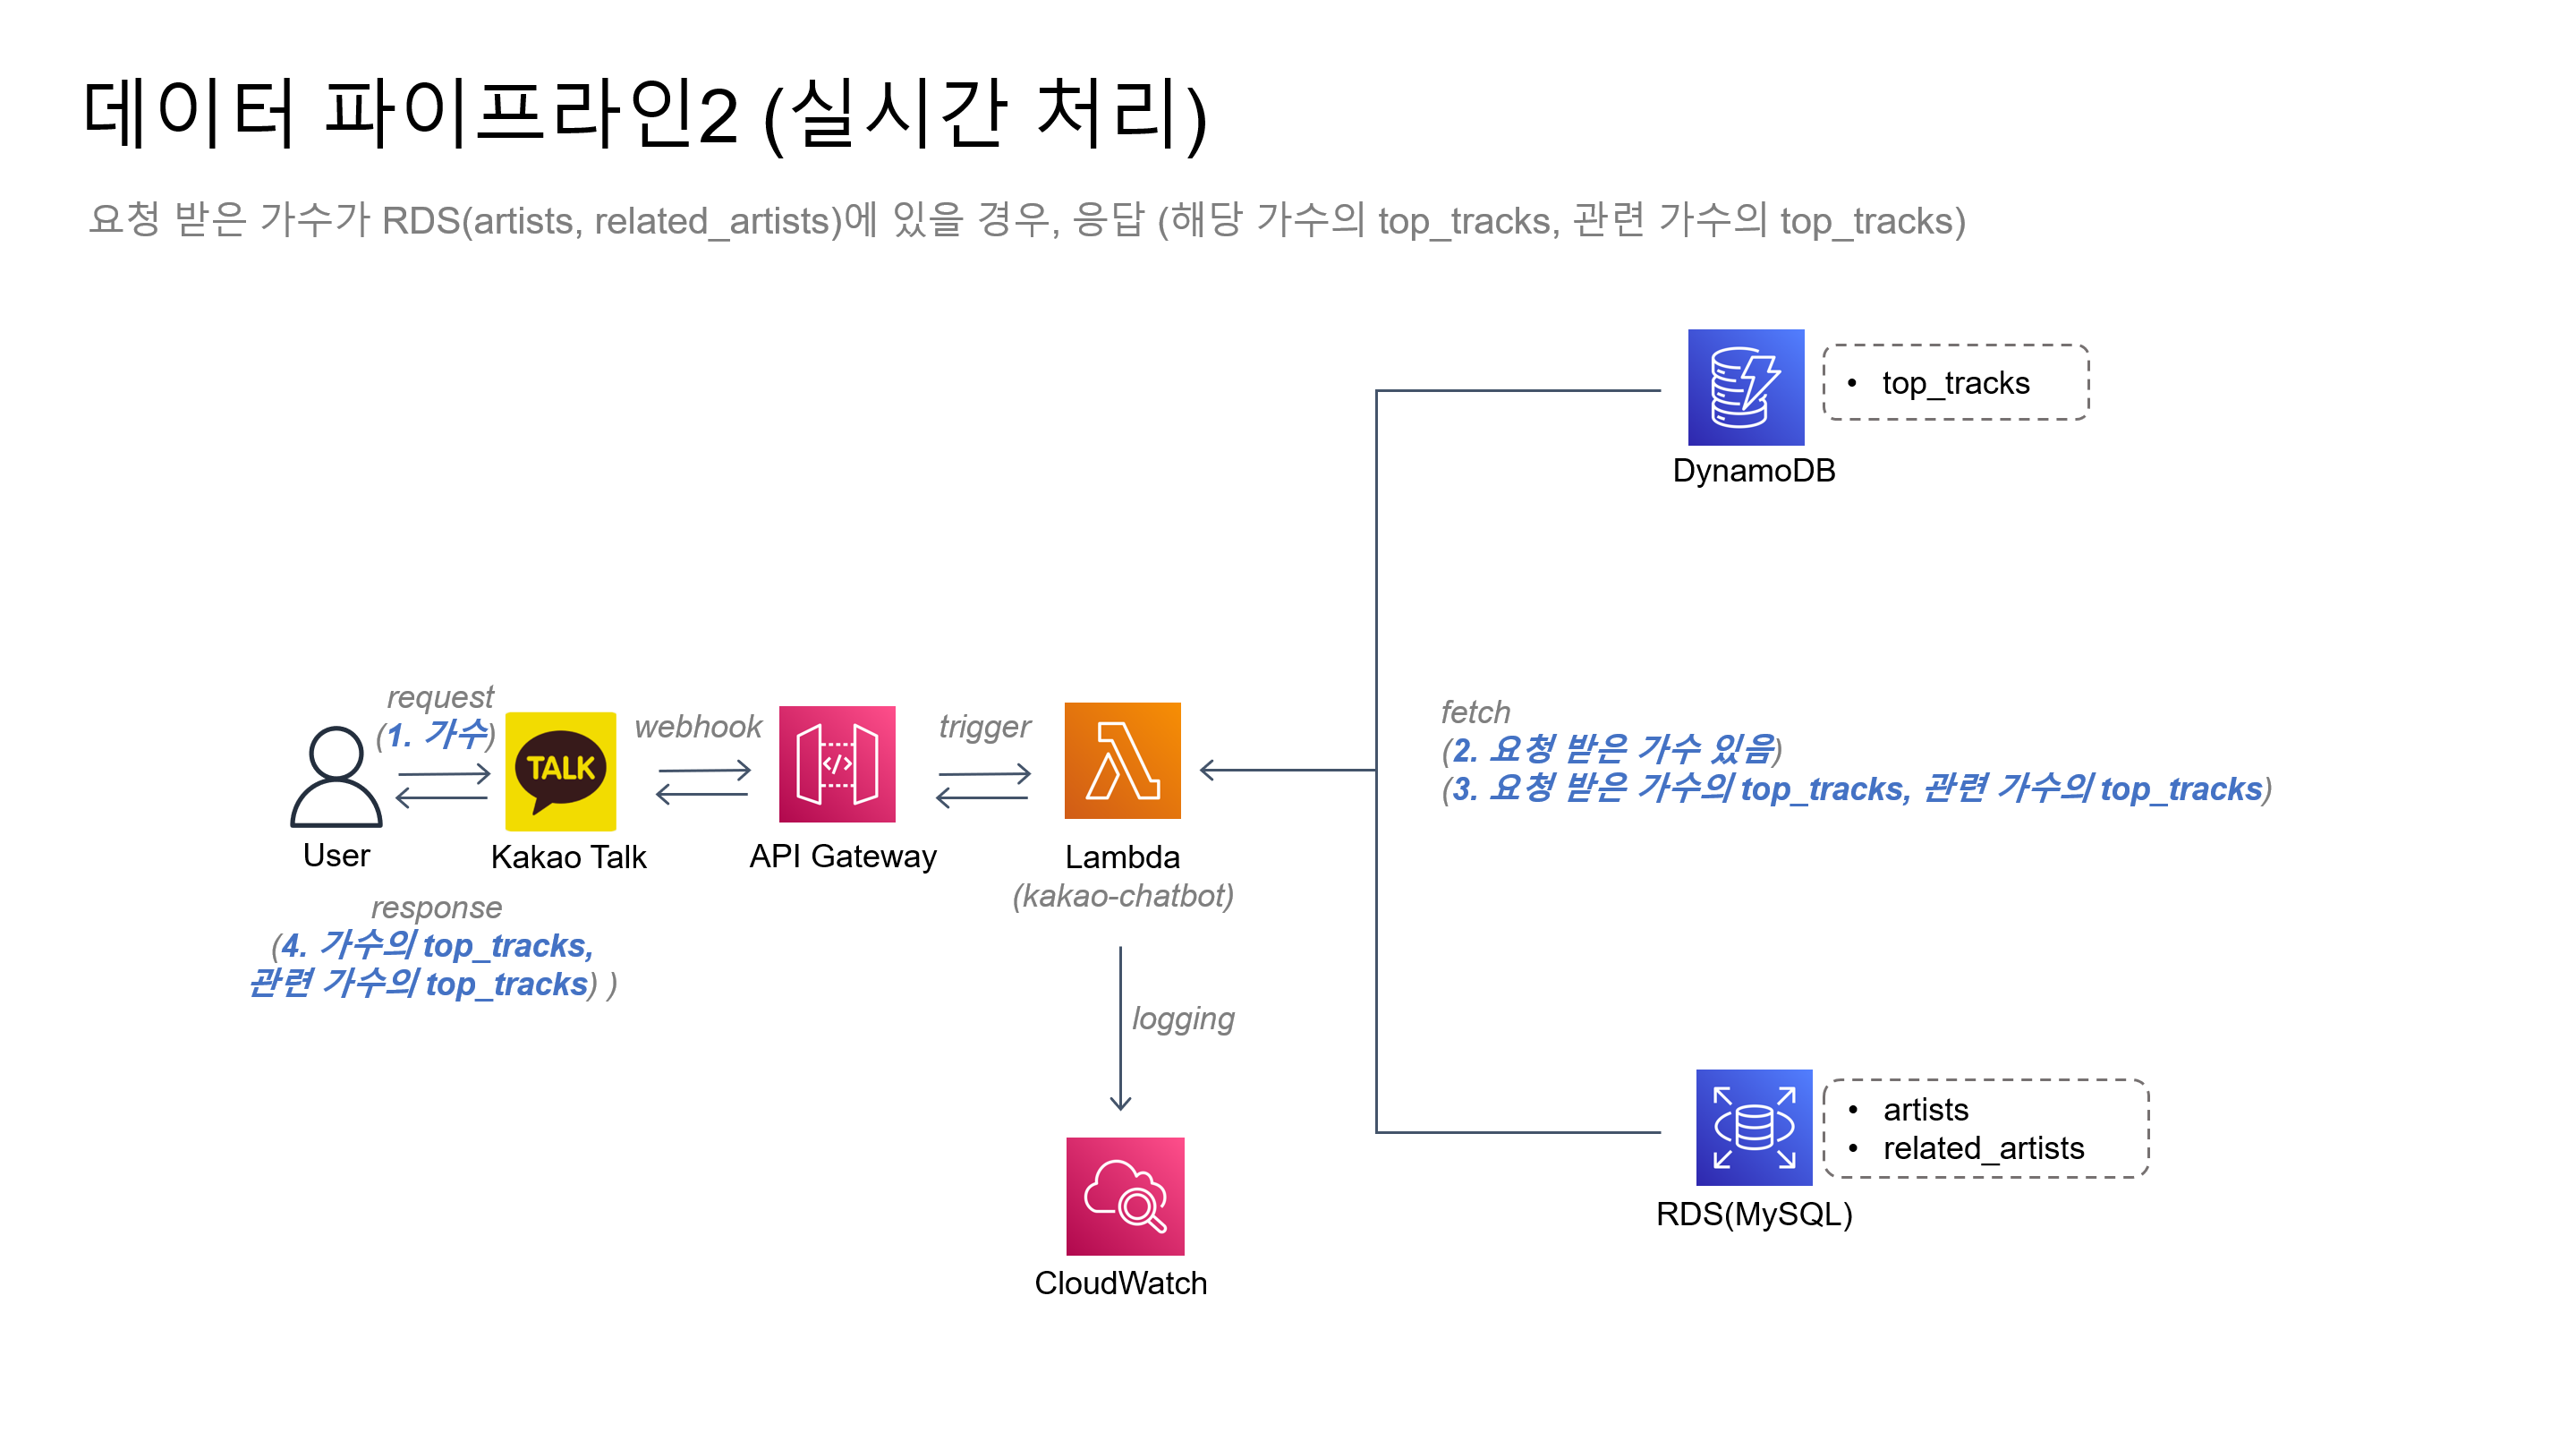 데이터 파이프라인2 (실시간 처리)
요청 받은 가수가 RDS(artists, related_artists)에 있을 경우, 응답 (해당 가수의 top_tracks, 관련 가수의 top_tracks)
• top_tracks
DynamoDB
request
(1. 가수)
webhook
trigger
TALK
fetch
(2. 요청 받은 가수 있음)
(3. 요청 받은 가수의 top_tracks, 관련 가수의 top_tracks)
User
Kakao Talk
API Gateway
Lambda
(kakao-chatbot)
response
(4. 가수의 top_tracks,
관련 가수의 top_tracks) )
logging
• artists
• related_artists
RDS(MySQL)
CloudWatch